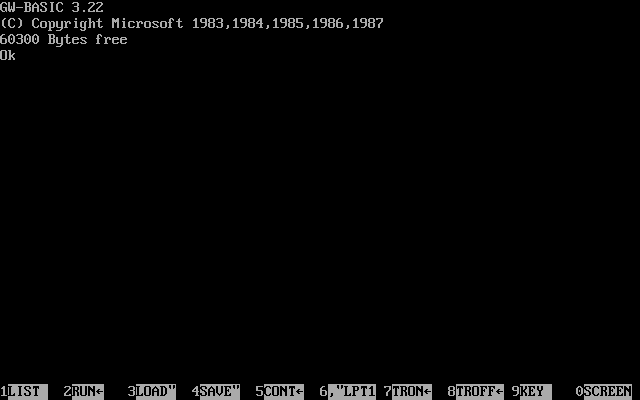 GW-BASIC 3.22
(C) Copyright Microsoft 1983,1984,1985,1986,1987
60300 Bytes free
Ok
1LIST  2RUN←  3LOAD"  4SAVE"  5CONT←  6,"LPT1 7TRON←  8TROFF← 9KEY  0SCREEN